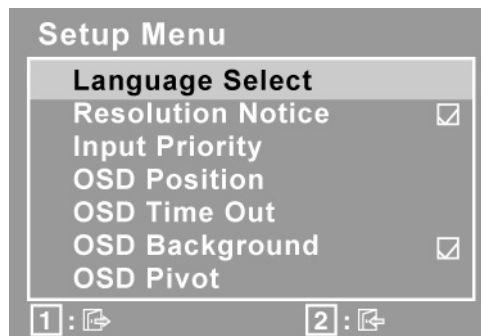 Setup Menu
Language Select
Resolution Notice
Input Priority
OSD Position
OSD Time Out
OSD Background
OSD Pivot
1 : 2 :